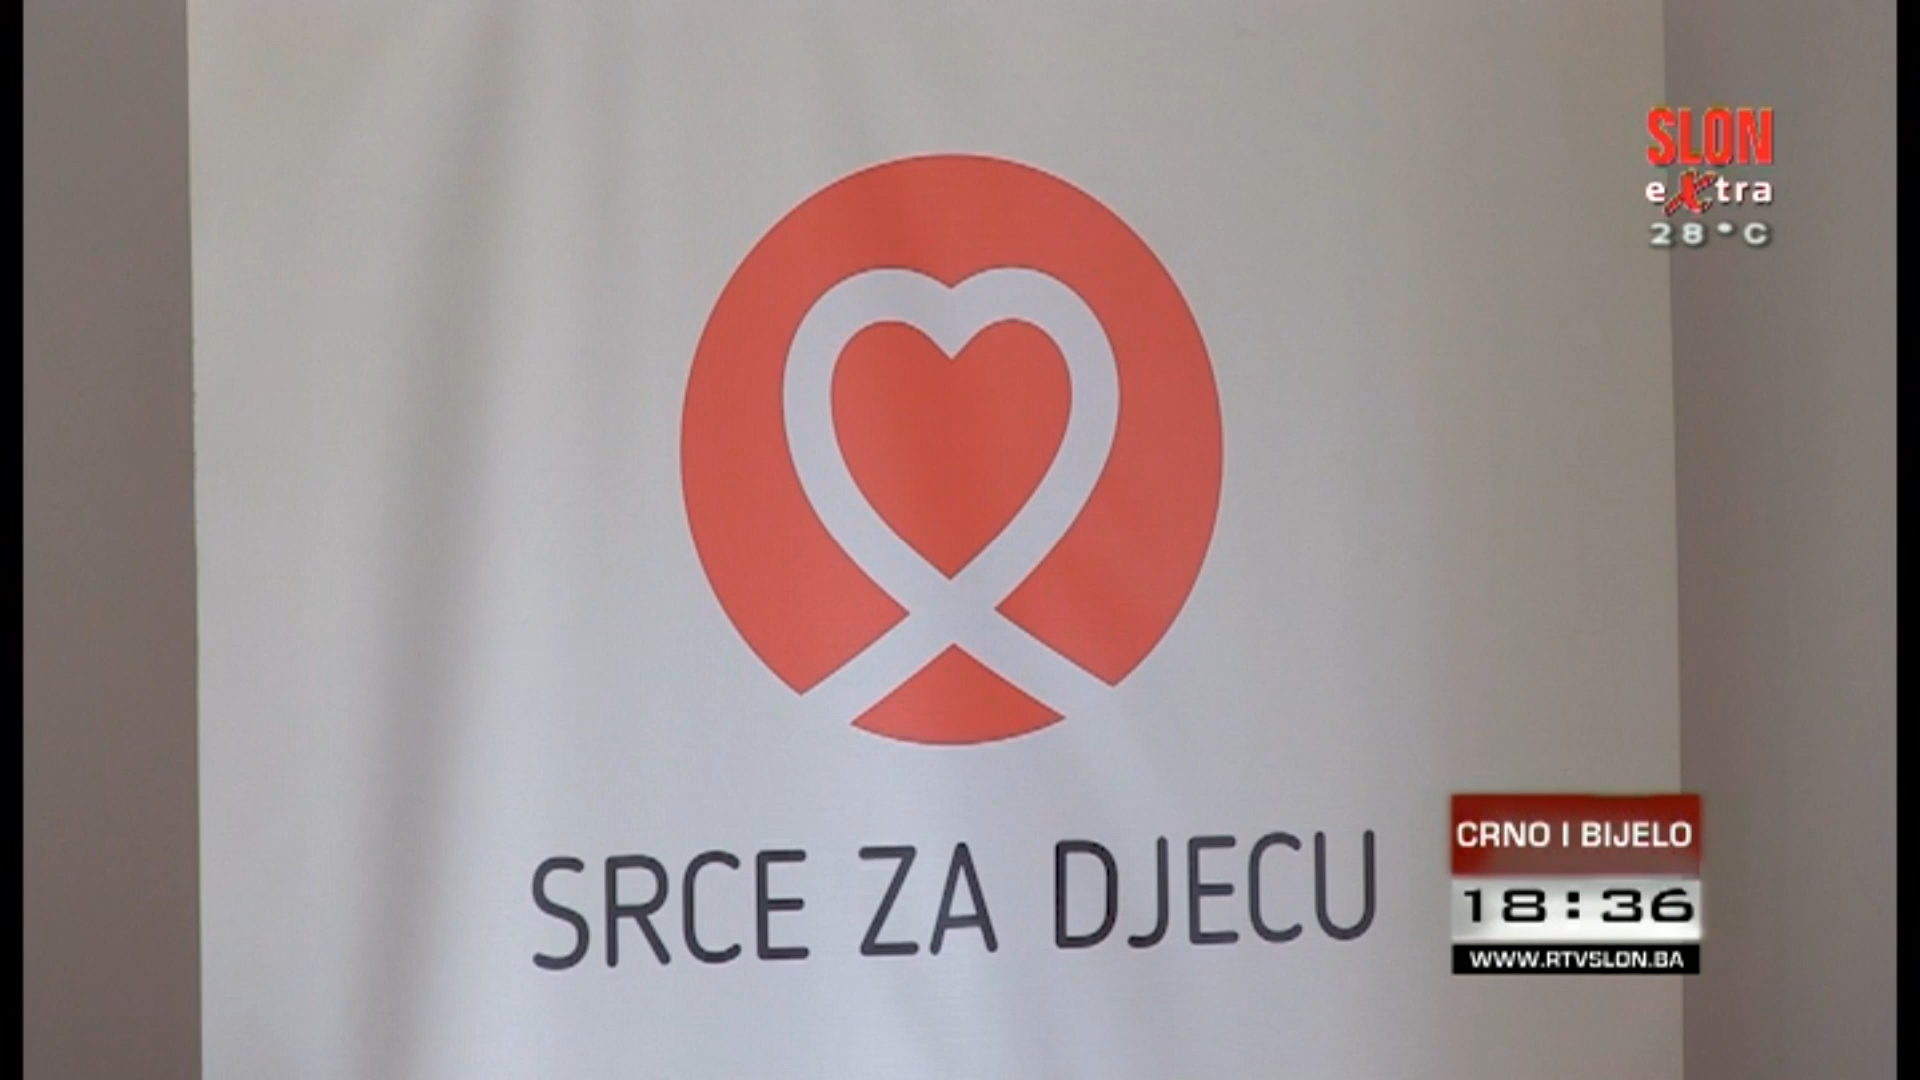 SLON
extra
28°C
SRCE ZA DJECU
CRNO I BIJELO
18:36
WWW.RTVSLON.BA